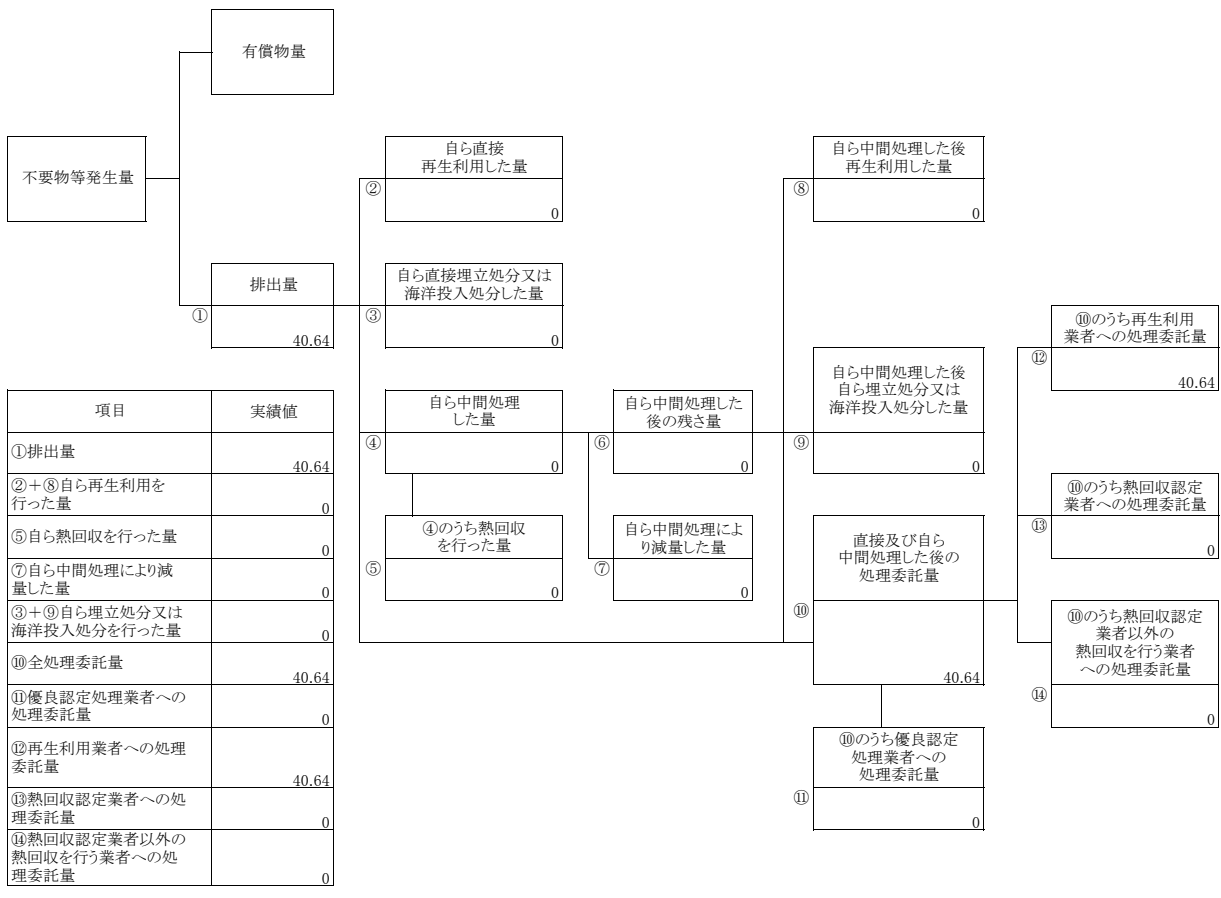 有償物量
不要物等発生量
自ら直接
再生利用した量
②
0
自ら中間処理した後
再生利用した量
⑧
0
排出量
①
40.64
自ら直接埋立処分又は
海洋投入処分した量
③
0
⑩のうち再生利用
業者への処理委託量
⑫
40.64
自ら中間処理
した量
④
0
自ら中間処理した
後の残さ量
⑥
0
自ら中間処理した後
自ら埋立処分又は
海洋投入処分した量
⑨
0
⑩のうち熱回収認定
業者への処理委託量
⑬
0
④のうち熱回収
を行った量
⑤
0
自ら中間処理によ
り減量した量
⑦
0
直接及び自ら
中間処理した後の
処理委託量
⑩
40.64
⑩のうち熱回収認定
業者以外の
熱回収を行う業者
への処理委託量
⑭
0
⑩のうち優良認定
処理業者への
処理委託量
⑪
0
項目 実績値
①排出量
40.64
②＋⑧自ら再生利用を
行った量
0
⑤自ら熱回収を行った量
0
⑦自ら中間処理により減
量した量
0
③＋⑨自ら埋立処分又は
海洋投入処分を行った量
0
⑩全処理委託量
40.64
⑪優良認定処理業者への
処理委託量
0
⑫再生利用業者への処理
委託量
40.64
⑬熱回収認定業者への処
理委託量
0
⑭熱回収認定業者以外の
熱回収を行う業者への処
理委託量
0